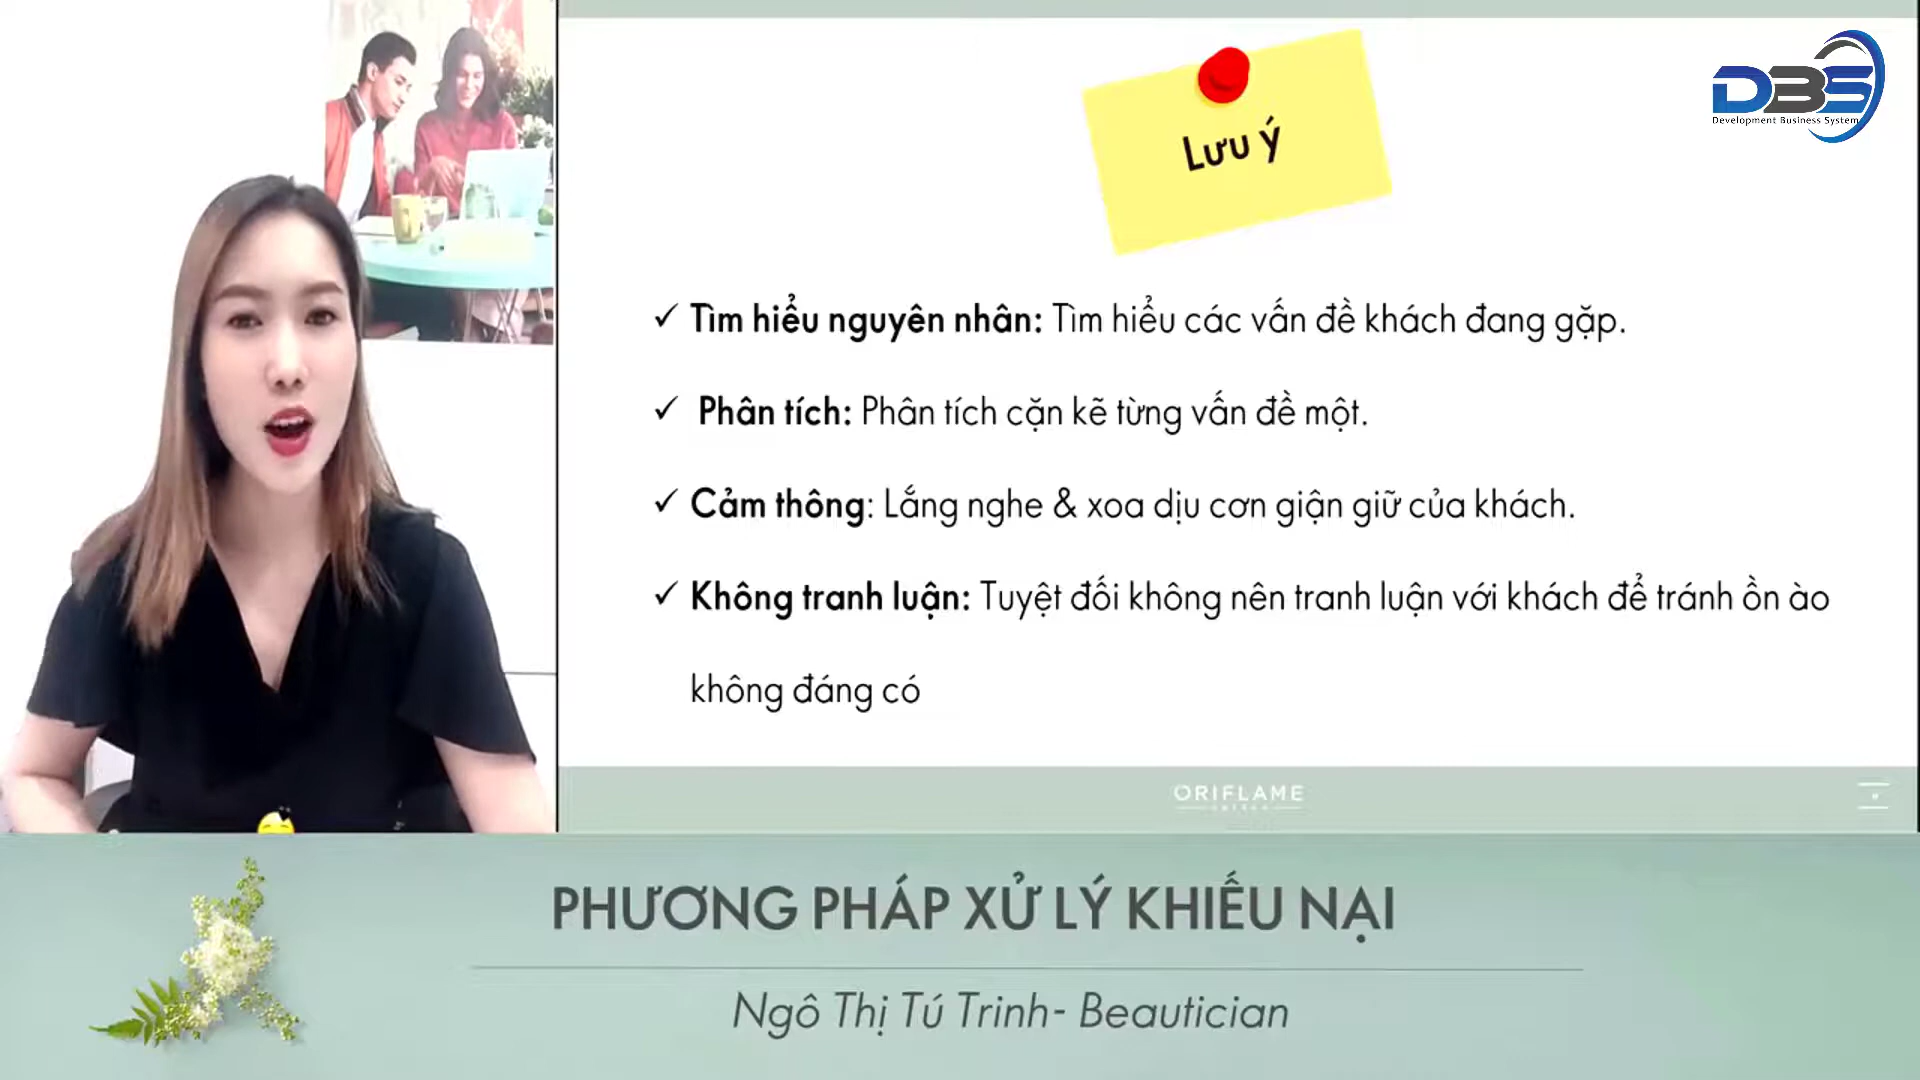 DBS
Development Business System
Lưu ý
✓ Tìm hiểu nguyên nhân: Tìm hiểu các vấn đề khách đang gặp.
✓ Phân tích: Phân tích cặn kẽ từng vấn đề một.
✓ Cảm thông: Lắng nghe & xoa dịu cơn giận giữ của khách.
✓ Không tranh luận: Tuyệt đối không nên tranh luận với khách để tránh ồn ào
không đáng có
ORIFLAME
PHƯƠNG PHÁP XỬ LÝ KHIẾU NẠI
Ngô Thị Tú Trinh- Beautician